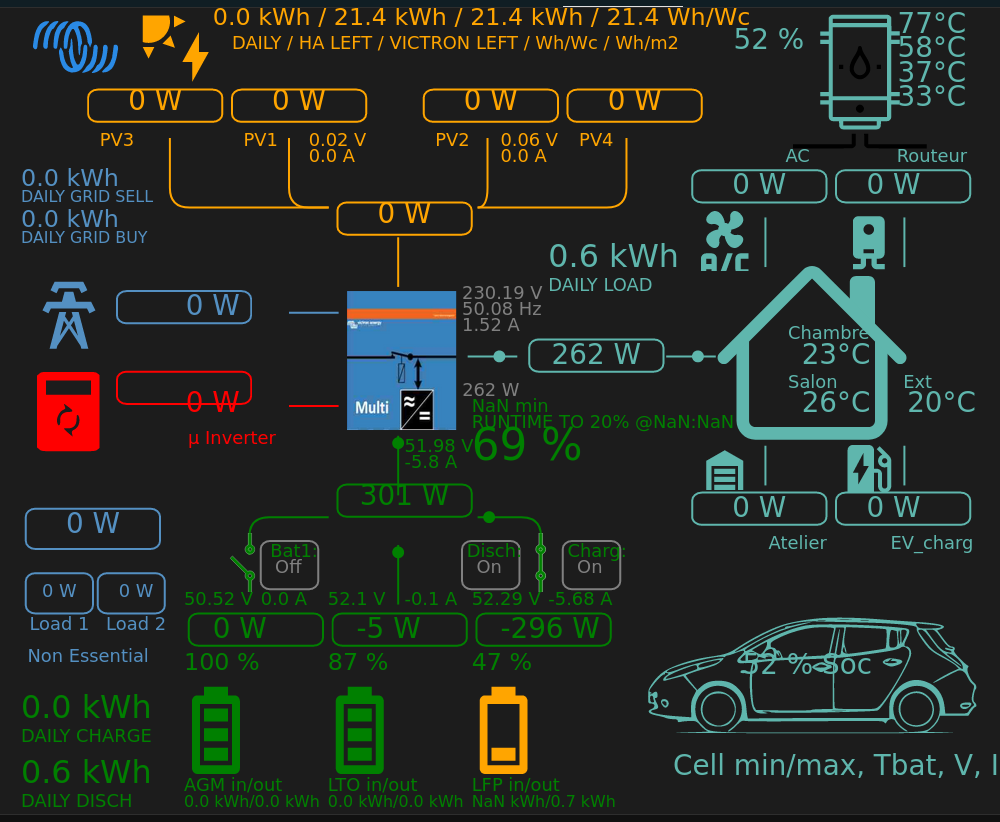 0.0 kWh / 21.4 kWh / 21.4 kWh / 21.4 Wh/Wc
DAILY / HA LEFT / VICTRON LEFT / Wh/Wc / Wh/m2
52 %
77°C
58°C
37°C
33°C
0 W
0 W
0 W
0 W
PV3
PV1
0.02 V
0.0 A
PV2
0.06 V
0.0 A
PV4
AC
Routeur
0 W
0 W
0.0 kWh
DAILY GRID SELL
0.0 kWh
DAILY GRID BUY
0 W
A/C
0.6 kWh
DAILY LOAD
0 W
230.19 V
50.08 Hz
1.52 A
262 W
Chambre
23°C
Salon
26°C
Ext
20°C
0 W
µ Inverter
Multi
262 W
NaN min
RUNTIME TO 20% @NaN:NaN
69 %
51.98 V
-5.8 A
301 W
0 W
0 W
Atelier
EV_charg
0 W
Bat1:
Off
Disch:
On
Charg:
On
0 W
0 W
Load 1
Load 2
Non Essential
50.52 V
0.0 A
52.1 V
-0.1 A
52.29 V
-5.68 A
0 W
-5 W
-296 W
100 %
87 %
47 %
52 % Soc
0.0 kWh
DAILY CHARGE
0.6 kWh
DAILY DISCH
AGM in/out
0.0 kWh/0.0 kWh
LTO in/out
0.0 kWh/0.0 kWh
LFP in/out
NaN kWh/0.7 kWh
Cell min/max, Tbat, V, I